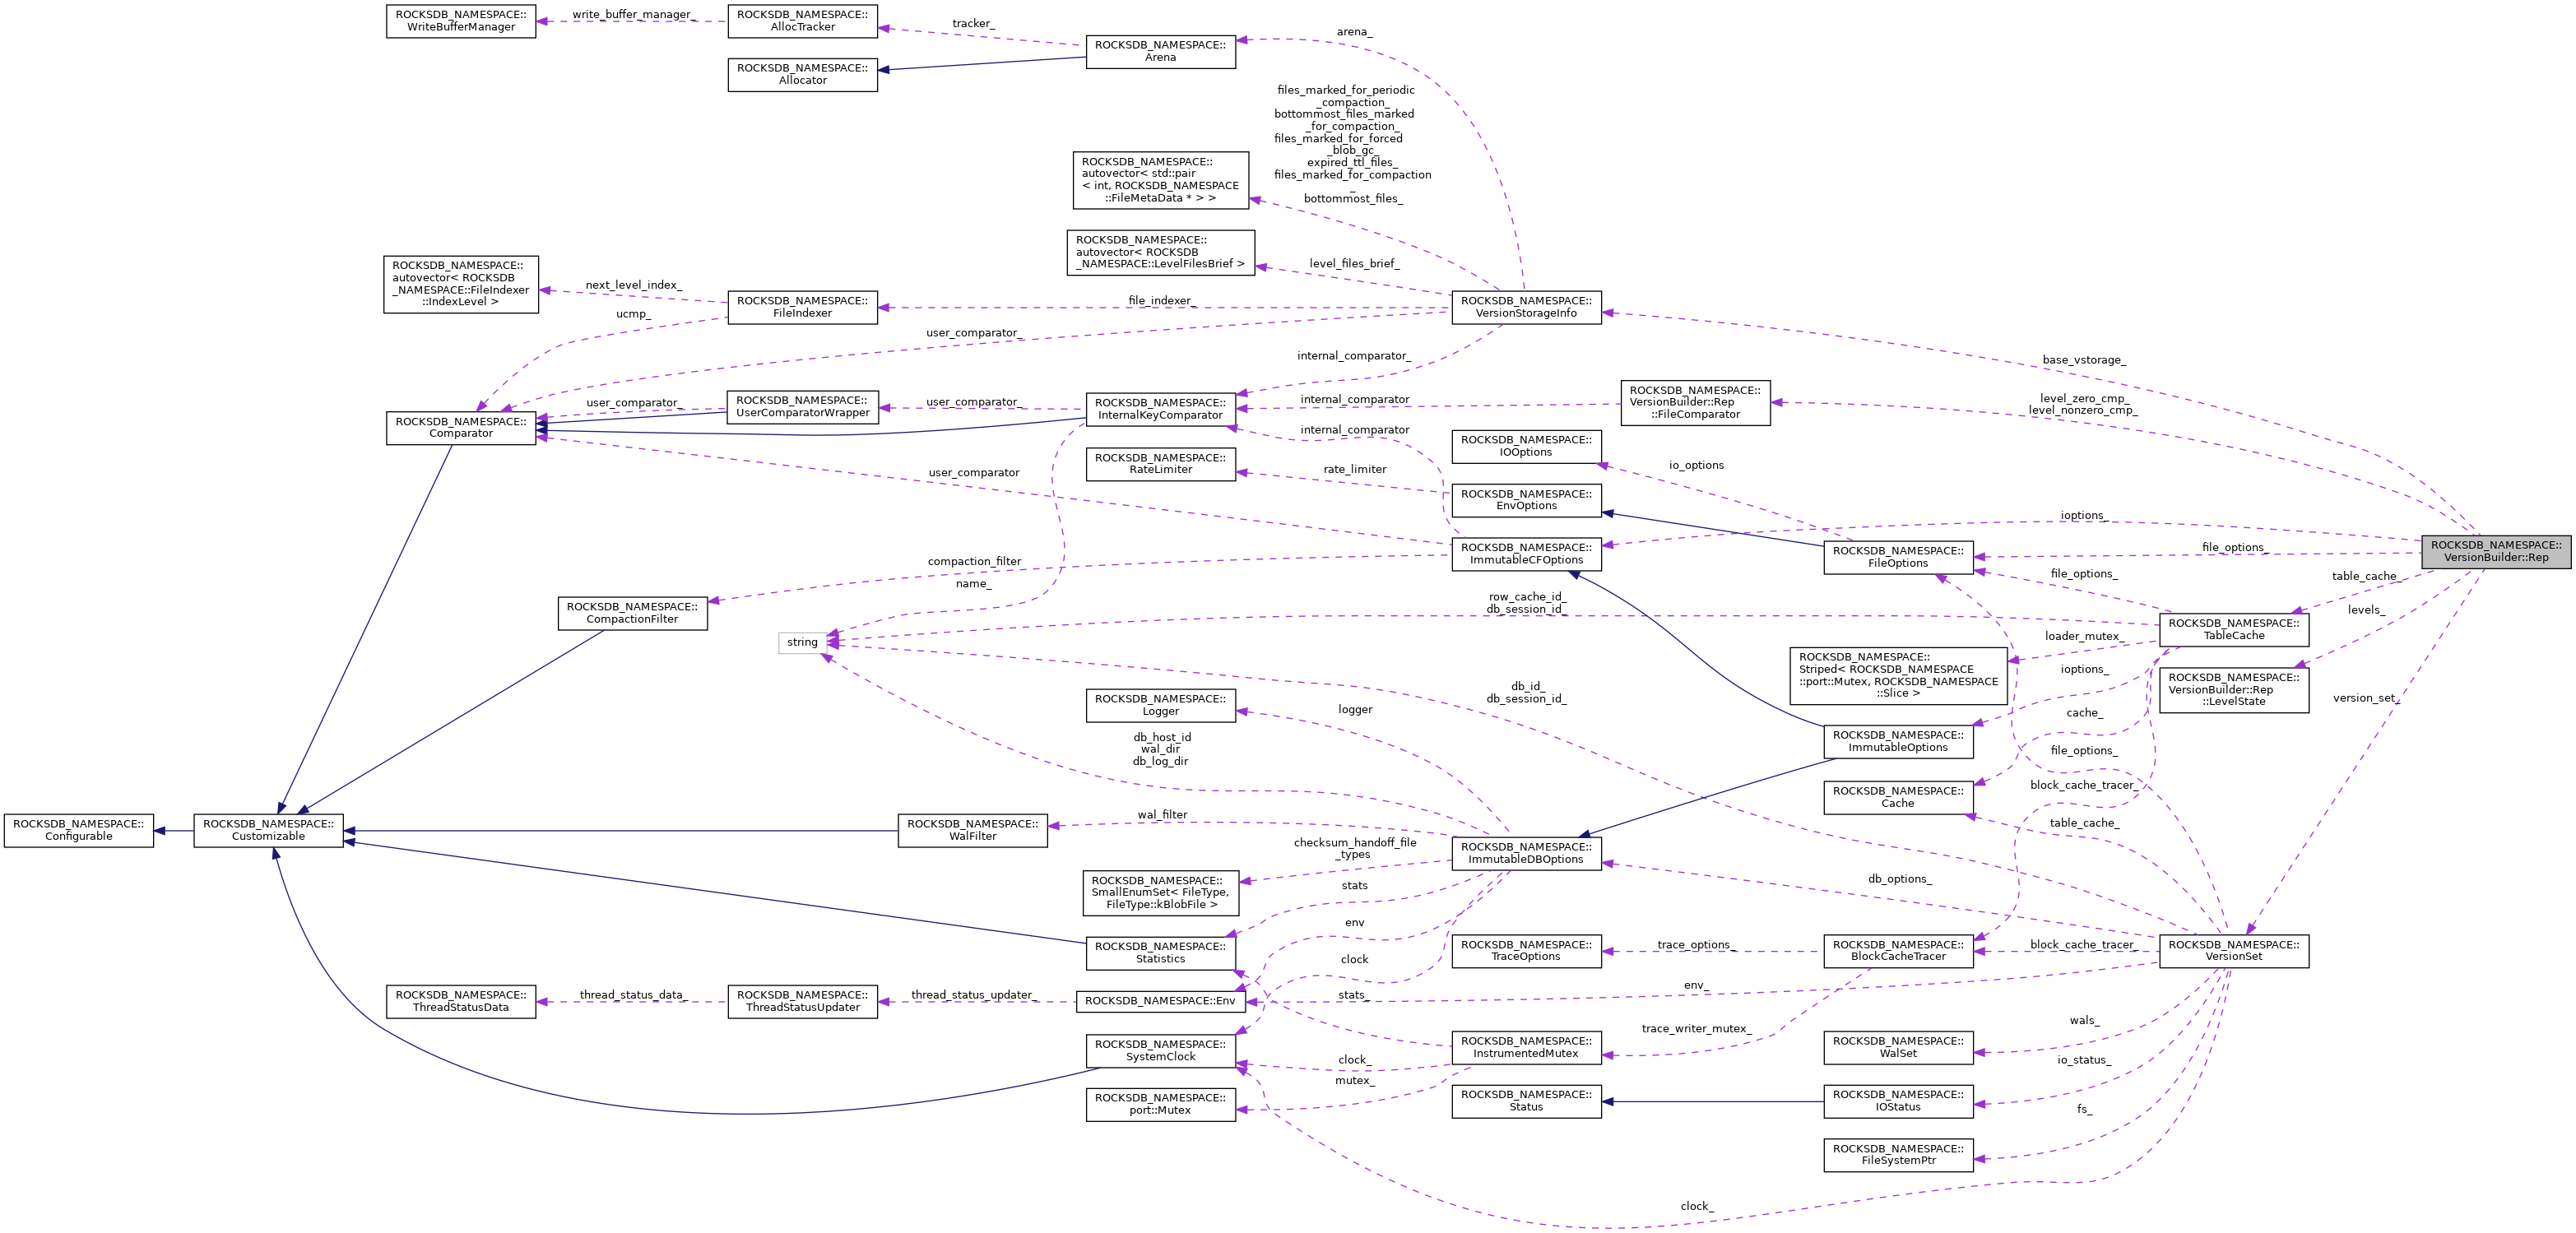 ROCKSDB_NAMESPACE::
WriteBufferManager
write_buffer_manager_
ROCKSDB_NAMESPACE::
AllocTracker
tracker_
ROCKSDB_NAMESPACE::
Allocator
ROCKSDB_NAMESPACE::
Arena
arena_
files_marked_for_periodic
_compaction_
bottommost_files_marked
_for_compaction_
files_marked_for_forced
_blob_gc_
expired_ttl_files_
files_marked_for_compaction
_
bottommost_files_
ROCKSDB_NAMESPACE::
autovector< std::pair
< int, ROCKSDB_NAMESPACE
::FileMetaData * > >
ROCKSDB_NAMESPACE::
autovector< ROCKSDB
_NAMESPACE::LevelFilesBrief >
level_files_brief_
ROCKSDB_NAMESPACE::
autovector< ROCKSDB
_NAMESPACE::FileIndexer
::IndexLevel >
next_level_index_
ucmp_
ROCKSDB_NAMESPACE::
FileIndexer
file_indexer_
user_comparator_
ROCKSDB_NAMESPACE::
VersionStorageInfo
base_vstorage_
internal_comparator_
ROCKSDB_NAMESPACE::
Comparator
user_comparator_
ROCKSDB_NAMESPACE::
UserComparatorWrapper
user_comparator_
ROCKSDB_NAMESPACE::
InternalKeyComparator
internal_comparator
internal_comparator
ROCKSDB_NAMESPACE::
VersionBuilder::Rep
::FileComparator
level_zero_cmp_
level_nonzero_cmp_
user_comparator
ROCKSDB_NAMESPACE::
RateLimiter
rate_limiter
ROCKSDB_NAMESPACE::
IOOptions
io_options
ROCKSDB_NAMESPACE::
EnvOptions
ROCKSDB_NAMESPACE::
ImmutableCFOptions
ioptions_
ROCKSDB_NAMESPACE::
FileOptions
file_options_
file_options_
ROCKSDB_NAMESPACE::
VersionBuilder::Rep
table_cache_
levels_
version_set_
compaction_filter
name_
ROCKSDB_NAMESPACE::
CompactionFilter
string
row_cache_id_
db_session_id_
ROCKSDB_NAMESPACE::
TableCache
loader_mutex_
ROCKSDB_NAMESPACE::
Striped< ROCKSDB_NAMESPACE
::port::Mutex, ROCKSDB_NAMESPACE
::Slice >
ioptions_
ROCKSDB_NAMESPACE::
VersionBuilder::Rep
::LevelState
cache_
file_options_
block_cache_tracer_
table_cache_
db_id_
db_session_id_
ROCKSDB_NAMESPACE::
Logger
logger
db_host_id
wal_dir
db_log_dir
ROCKSDB_NAMESPACE::
ImmutableOptions
ROCKSDB_NAMESPACE::
Cache
ROCKSDB_NAMESPACE::
Configurable
ROCKSDB_NAMESPACE::
Customizable
ROCKSDB_NAMESPACE::
WalFilter
wal_filter
checksum_handoff_file
_types
ROCKSDB_NAMESPACE::
ImmutableDBOptions
db_options_
ROCKSDB_NAMESPACE::
SmallEnumSet< FileType,
FileType::kBlobFile >
stats
env
clock
ROCKSDB_NAMESPACE::
Statistics
stats_
ROCKSDB_NAMESPACE::
TraceOptions
trace_options_
ROCKSDB_NAMESPACE::
BlockCacheTracer
block_cache_tracer_
ROCKSDB_NAMESPACE::
VersionSet
env_
ROCKSDB_NAMESPACE::
ThreadStatusData
thread_status_data_
ROCKSDB_NAMESPACE::
ThreadStatusUpdater
thread_status_updater_
ROCKSDB_NAMESPACE::Env
ROCKSDB_NAMESPACE::
SystemClock
clock_
mutex_
ROCKSDB_NAMESPACE::
InstrumentedMutex
trace_writer_mutex_
ROCKSDB_NAMESPACE::
WalSet
wals_
io_status_
ROCKSDB_NAMESPACE::
port::Mutex
ROCKSDB_NAMESPACE::
Status
ROCKSDB_NAMESPACE::
IOStatus
fs_
ROCKSDB_NAMESPACE::
FileSystemPtr
clock_